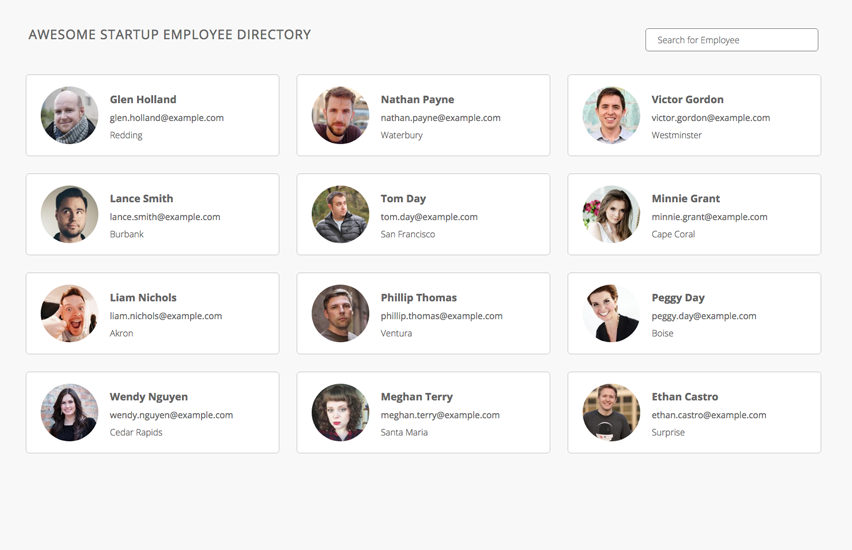 AWESOME STARTUP EMPLOYEE DIRECTORY
Search for Employee
Glen Holland
glen.holland@example.com
Redding
Nathan Payne
nathan.payne@example.com
Waterbury
Victor Gordon
victor.gordon@example.com
Westminster
Lance Smith
lance.smith@example.com
Burbank
Tom Day
tom.day@example.com
San Francisco
Minnie Grant
minnie.grant@example.com
Cape Coral
Liam Nichols
liam.nichols@example.com
Akron
Phillip Thomas
phillip.thomas@example.com
Ventura
Peggy Day
peggy.day@example.com
Boise
Wendy Nguyen
wendy.nguyen@example.com
Cedar Rapids
Meghan Terry
meghan.terry@example.com
Santa Maria
Ethan Castro
ethan.castro@example.com
Surprise